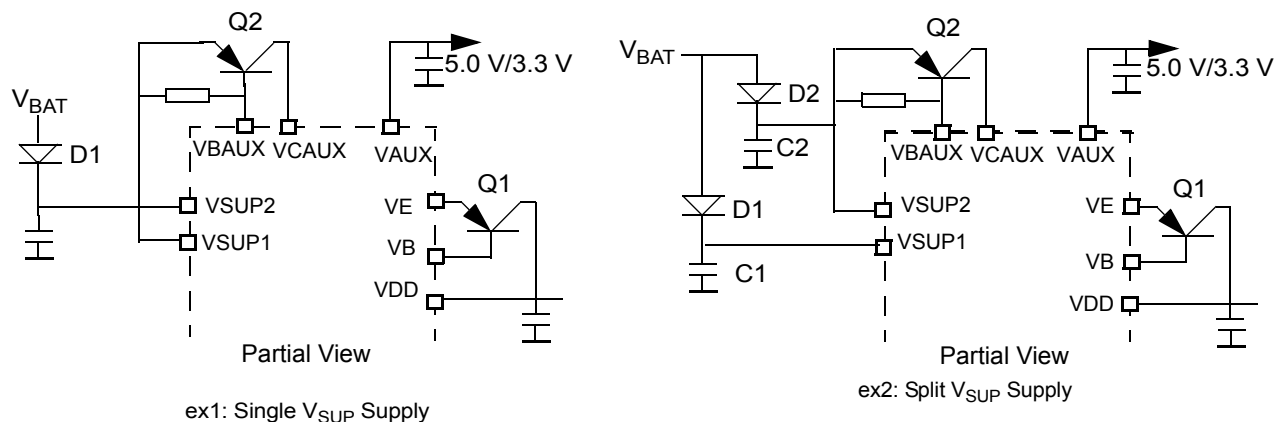 Q2
5.0 V/3.3 V
VBAT
D1
VBAUX VCAUX VAUX
Q1
VSUP2
VE
VSUP1
VB
VDD
Partial View
ex1: Single VSUP Supply
Q2
VBAT
5.0 V/3.3 V
D2
C2
VBAUX VCAUX VAUX
Q1
D1
VSUP2
VE
VSUP1
C1
VB
VDD
Partial View
ex2: Split VSUP Supply